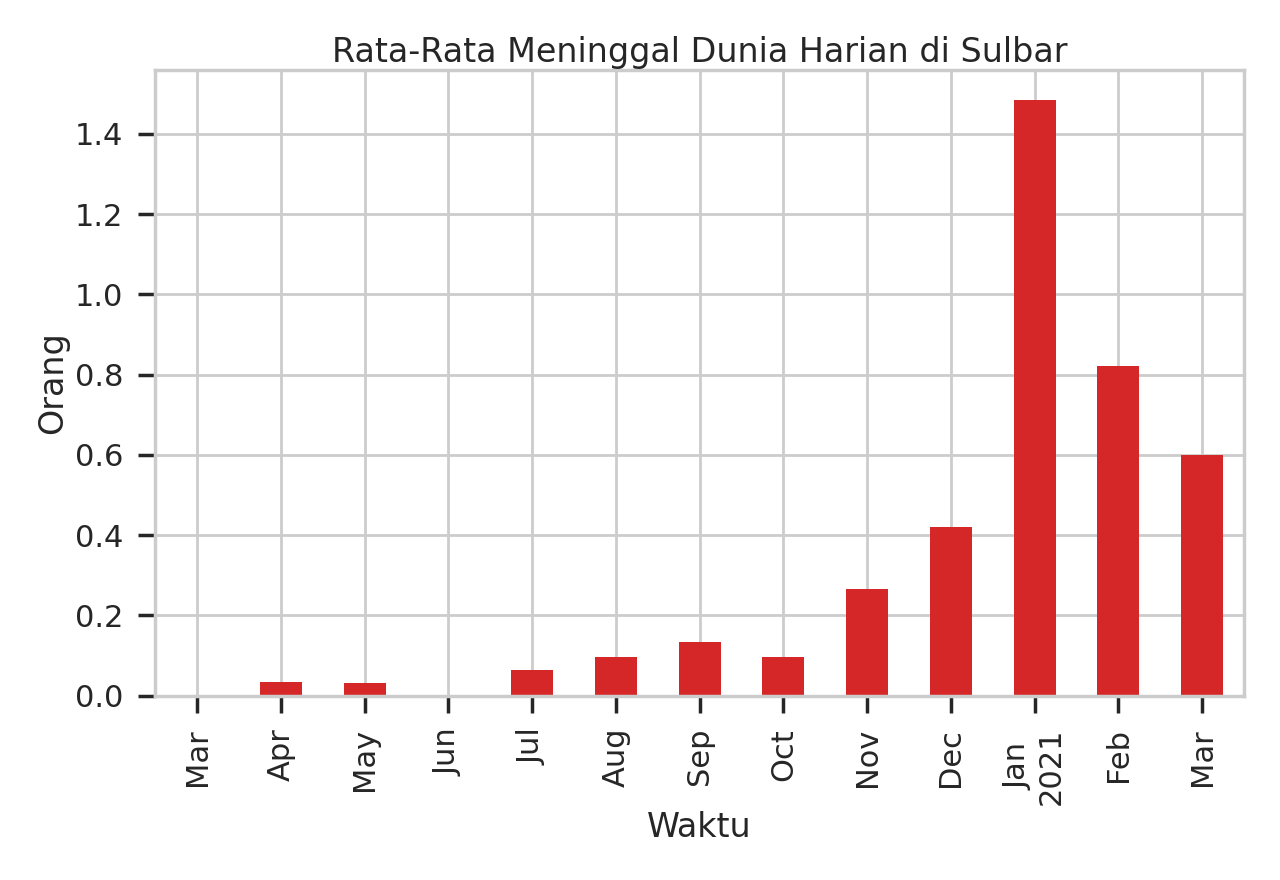 Rata-Rata Meninggal Dunia Harian di Sulbar
Orang
1.4
1.2
1.0
0.8
0.6
0.4
0.2
0.0
Mar
Apr
May
Jun
Jul
Aug
Sep
Oct
Nov
Dec
Jan
2021
Feb
Mar
Waktu